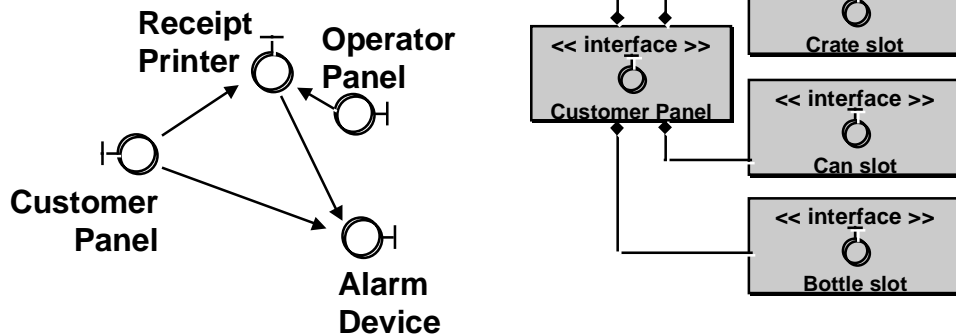 Receipt
Printer
Operator
Panel
Customer
Panel
Alarm
Device
<< interface >>
Customer Panel
Crate slot
<< interface >>
Can slot
<< interface >>
Bottle slot